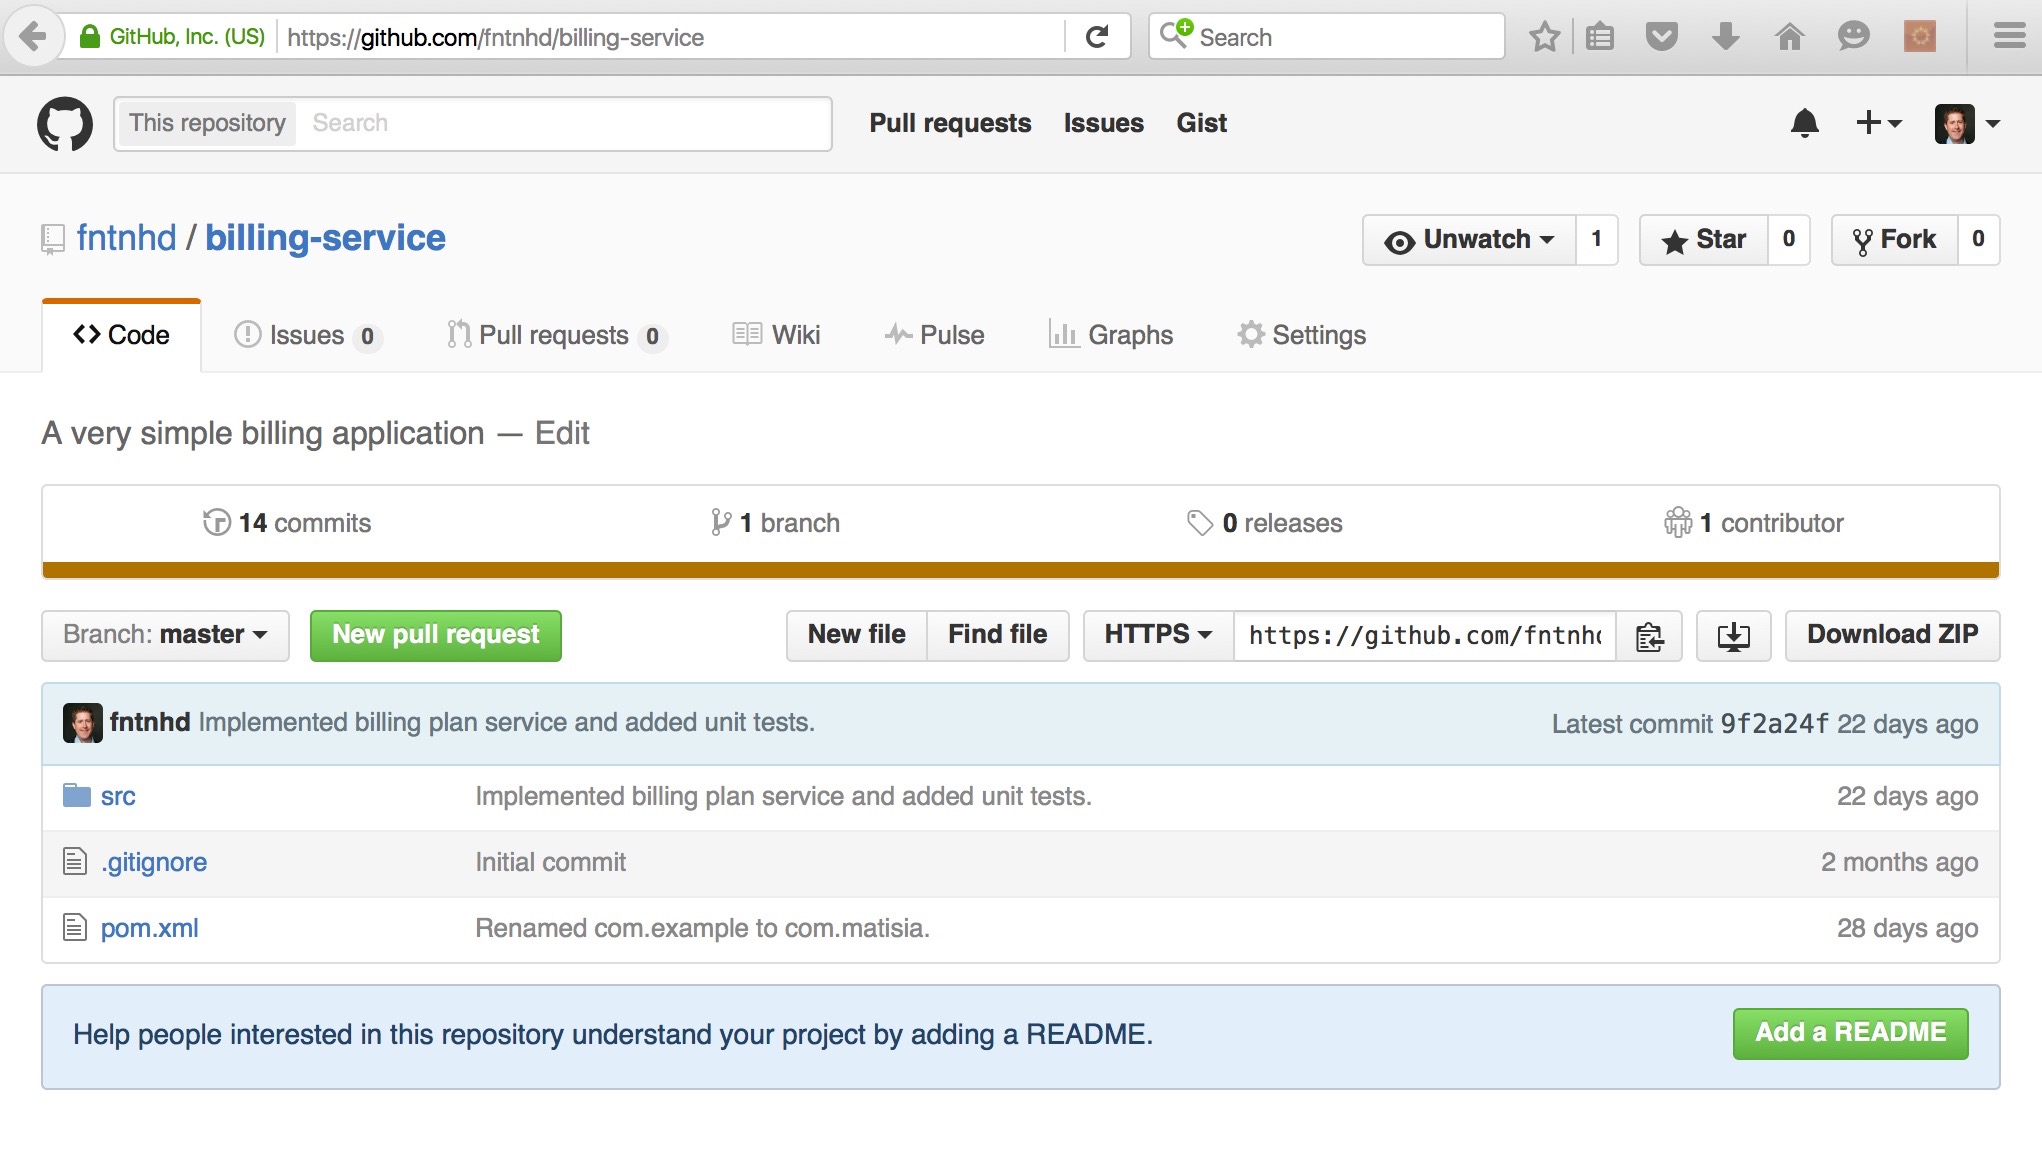 GitHub, Inc. (US) https://github.com/fntnhd/billing-service Search
This repository Search Pull requests Issues Gist
fntnhd / billing-service Unwatch 1 Star 0 Fork 0
Code Issues 0 Pull requests 0 Wiki Pulse Graphs Settings
A very simple billing application — Edit
14 commits 1 branch 0 releases 1 contributor
Branch: master New pull request New file Find file HTTPS https://github.com/fntnhd Download ZIP
fntnhd Implemented billing plan service and added unit tests. Latest commit 9f2a24f 22 days ago
src Implemented billing plan service and added unit tests. 22 days ago
.gitignore Initial commit 2 months ago
pom.xml Renamed com.example to com.matisia. 28 days ago
Help people interested in this repository understand your project by adding a README. Add a README